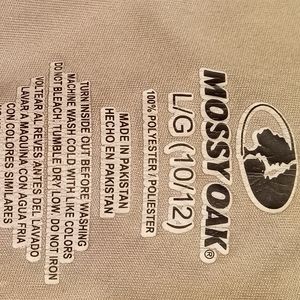 MOSSY OAK®
L/G (10/12)
100% POLYESTER / POLIESTER
MADE IN PAKISTAN
HECHO EN PAKISTAN
TURN INSIDE OUT BEFORE WASHING
MACHINE WASH COLD WITH LIKE COLORS
DO NOT BLEACH. TUMBLE DRY LOW. DO NOT IRON
VOLTEAR AL REVES ANTES DEL LAVADO
LAVAR A MAQUINA CON AGUA FRIA
CON COLORES SIMILARES